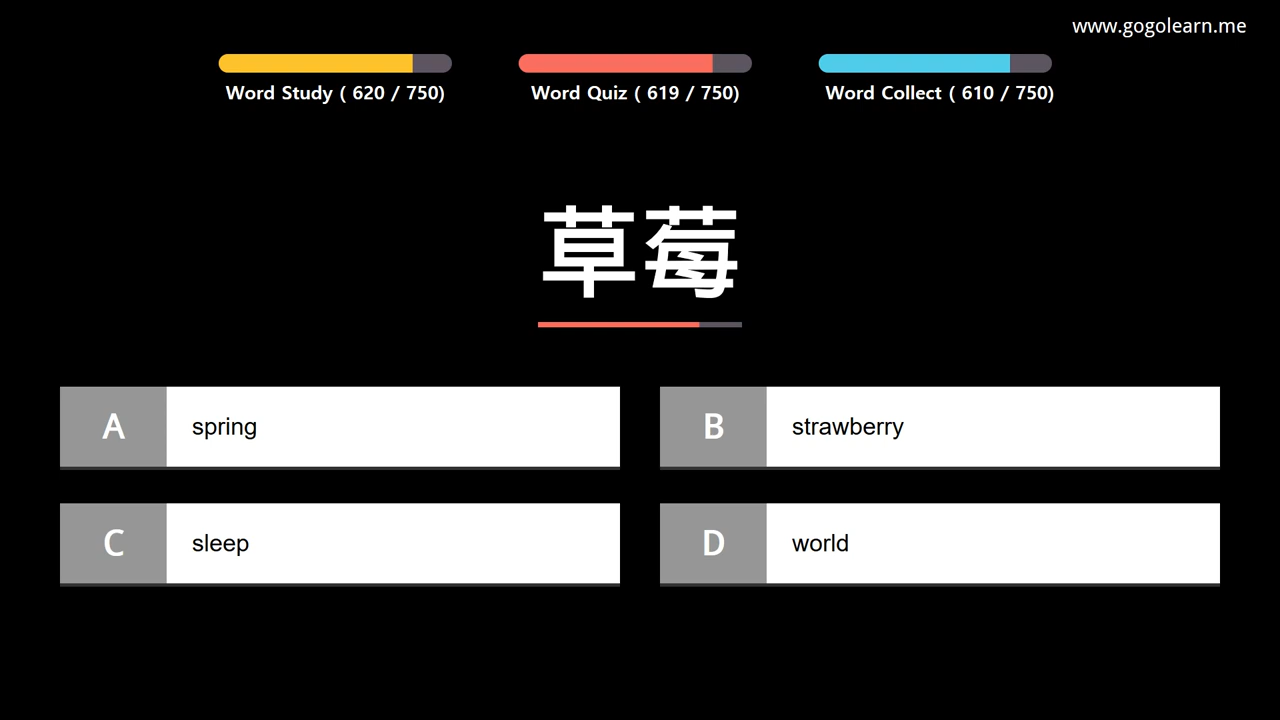 www.gogolearn.me
Word Study ( 620 / 750)
Word Quiz ( 619 / 750)
Word Collect ( 610 / 750)
草莓
A spring
B strawberry
C sleep
D world